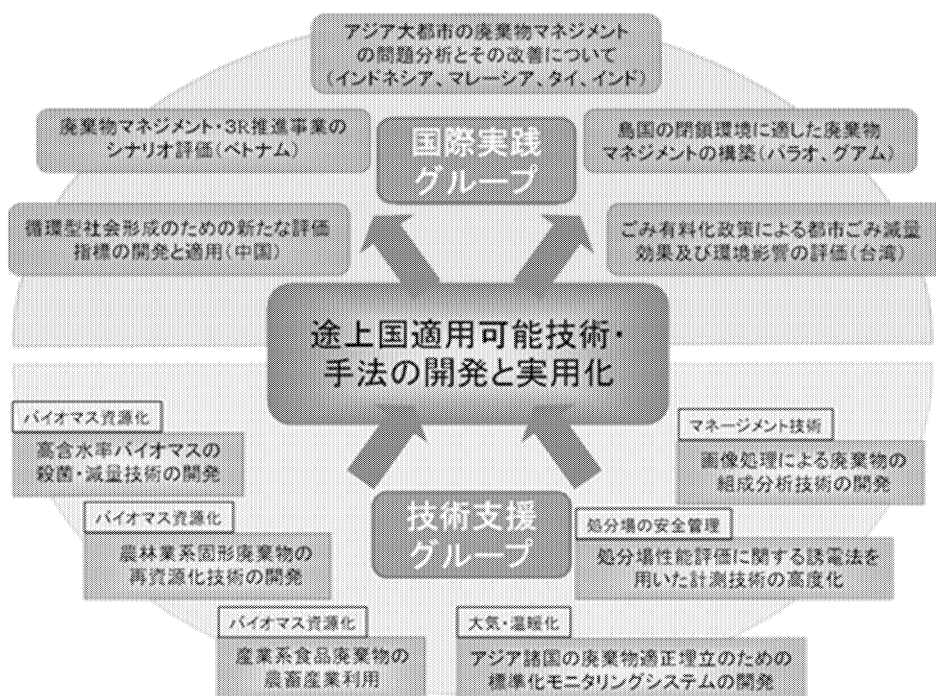 アジア大都市の廃棄物マネジメント
の問題分析とその改善について
(インドネシア、マレーシア、タイ、インド)
廃棄物マネジメント・3R推進事業の
シナリオ評価(ベトナム)
国際実践
グループ
島国の閉鎖環境に適した廃棄物
マネジメントの構築(パラオ、グアム)
循環型社会形成のための新たな評価
指標の開発と適用(中国)
ごみ有料化政策による都市ごみ減量
効果及び環境影響の評価(台湾)
途上国適用可能技術・
手法の開発と実用化
バイオマス資源化
高含水率バイオマスの
殺菌・減量技術の開発
マネージメント技術
画像処理による廃棄物の
組成分析技術の開発
バイオマス資源化
農林業系固形廃棄物の
再資源化技術の開発
技術支援
グループ
処分場の安全管理
処分場性能評価に関する誘電法を
用いた計測技術の高度化
バイオマス資源化
産業系食品廃棄物の
農畜産業利用
大気・温暖化
アジア諸国の廃棄物適正埋立のための
標準化モニタリングシステムの開発